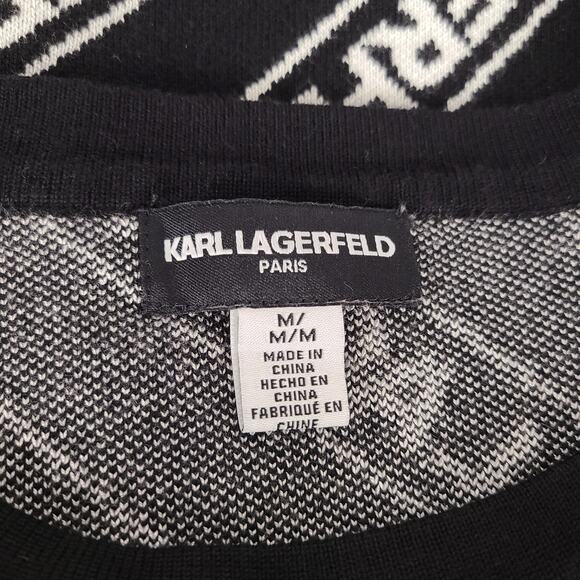 KARL LAGERFELD
PARIS
M/
M/M
MADE IN
CHINA
HECHO EN
CHINA
FABRIQUÉ EN
CHINE